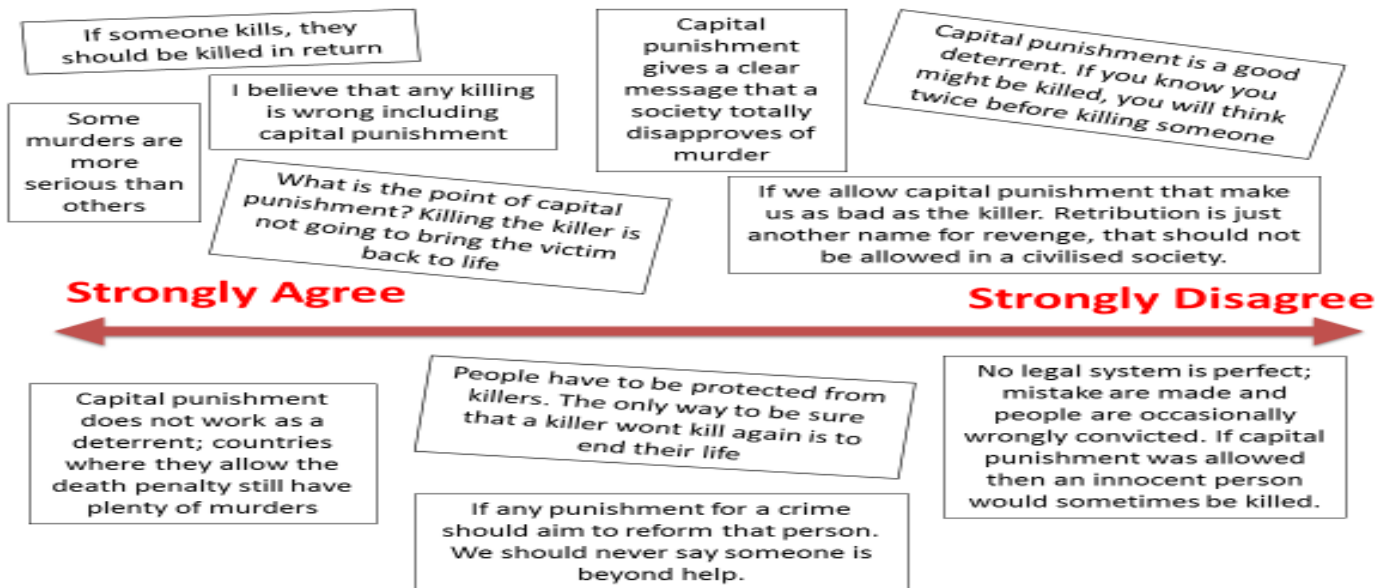 If someone kills, they
should be killed in return
Some
murders are
more
serious than
others
I believe that any killing
is wrong including
capital punishment
What is the point of capital
punishment? Killing the killer is
not going to bring the victim
back to life
Capital
punishment
gives a clear
message that a
society totally
disapproves of
murder
Capital punishment is a good
deterrent. If you know you
might be killed, you will think
twice before killing someone
If we allow capital punishment that make
us as bad as the killer. Retribution is just
another name for revenge, that should not
be allowed in a civilised society.
Strongly Agree
Strongly Disagree
Capital punishment
does not work as a
deterrent; countries
where they allow the
death penalty still have
plenty of murders
People have to be protected from
killers. The only way to be sure
that a killer wont kill again is to
end their life
If any punishment for a crime
should aim to reform that person.
We should never say someone is
beyond help.
No legal system is perfect;
mistake are made and
people are occasionally
wrongly convicted. If capital
punishment was allowed
then an innocent person
would sometimes be killed.